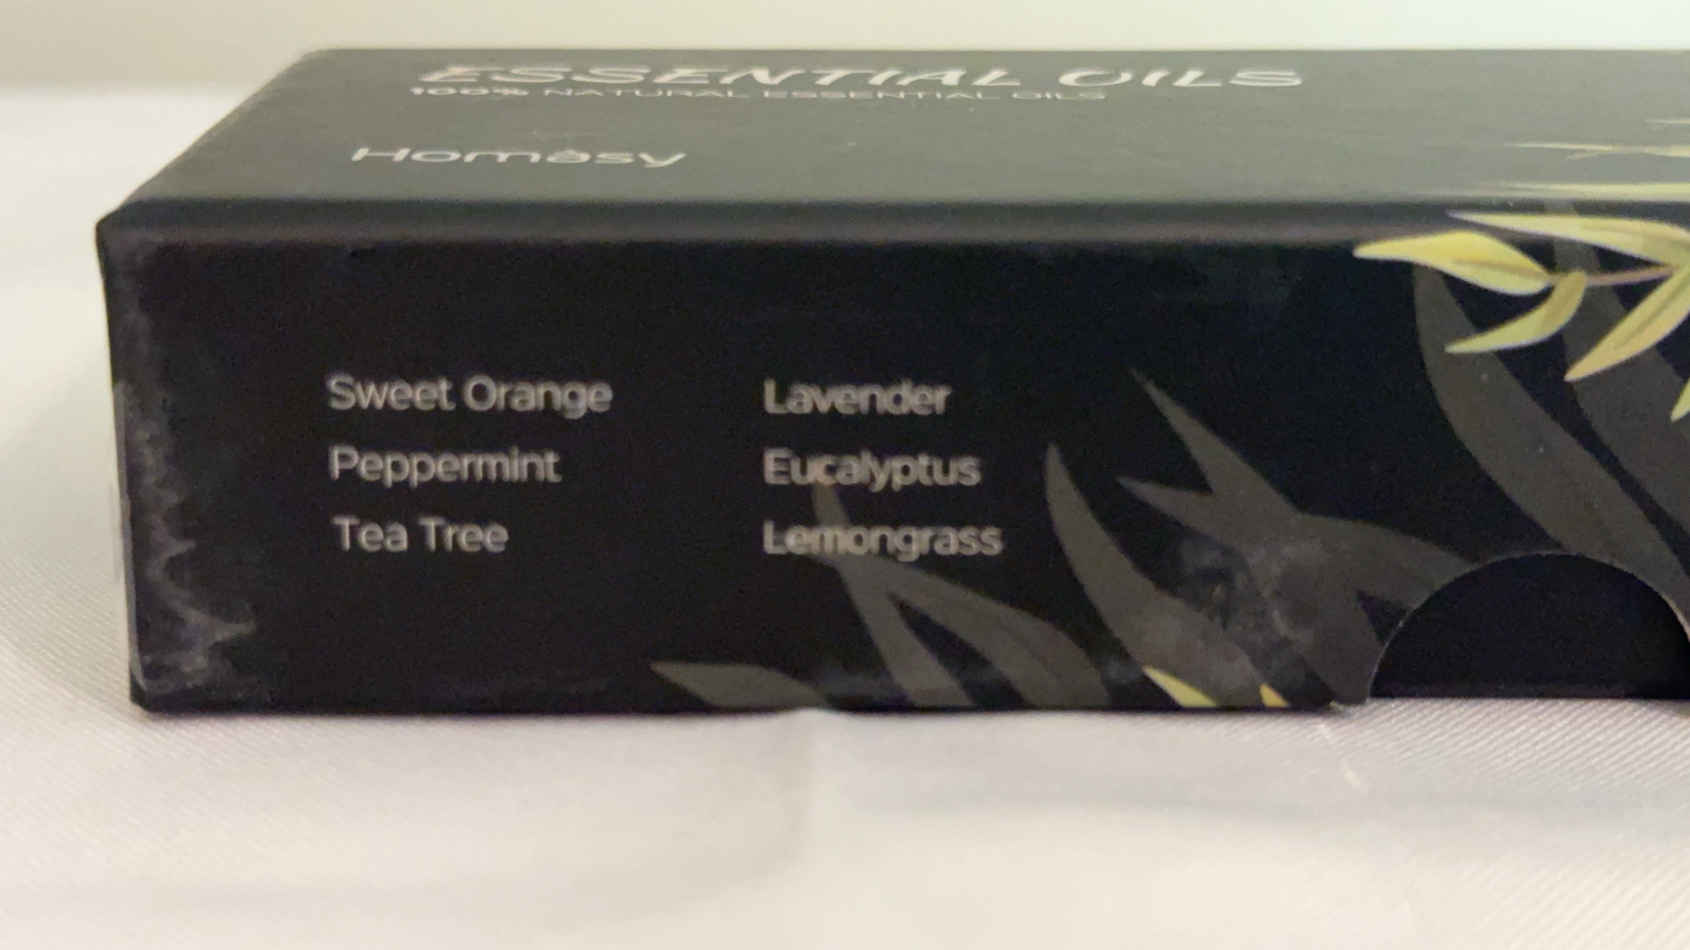 ESSENTIAL OILS
100% NATURAL ESSENTIAL OILS
Homasy
Sweet Orange
Peppermint
Tea Tree
Lavender
Eucalyptus
Lemongrass